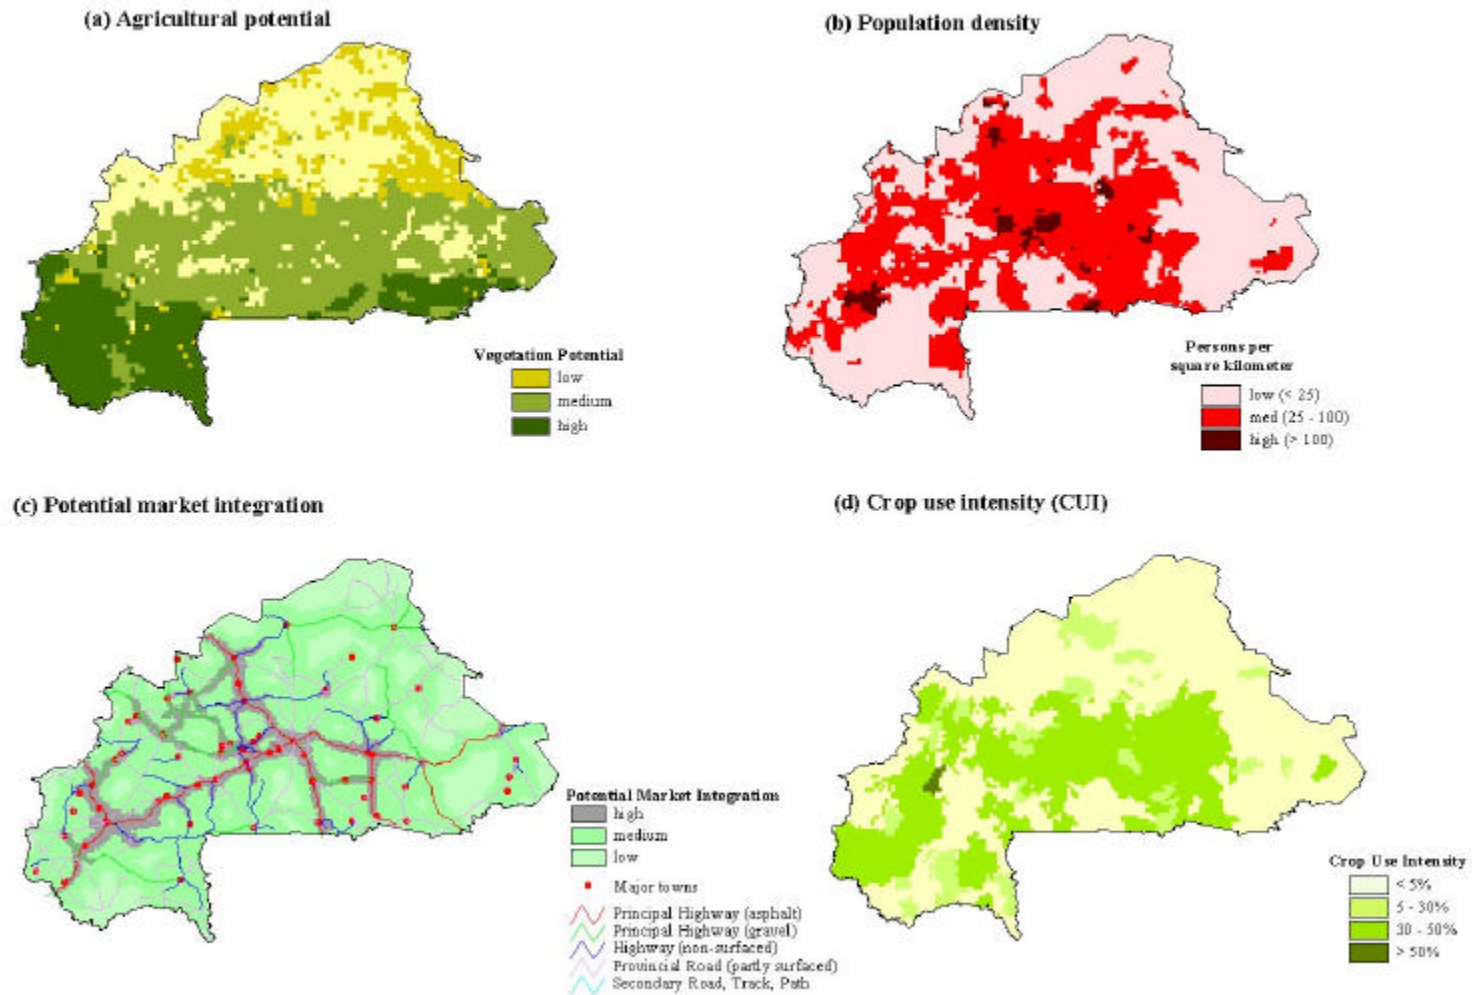 (a) Agricultural potential
Vegetation Potential
low
medium
high
(b) Population density
Persons per
square kilometer
low (< 25)
med (25 - 100)
high (> 100)
(c) Potential market integration
Potential Market Integration
high
medium
low
Major towns
Principal Highway (asphalt)
Principal Highway (gravel)
Highway (non-surfaced)
Provincial Road (partly surfaced)
Secondary Road, Track, Path
(d) Crop use intensity (CUI)
Crop Use Intensity
< 5%
5 - 30%
30 - 50%
> 50%